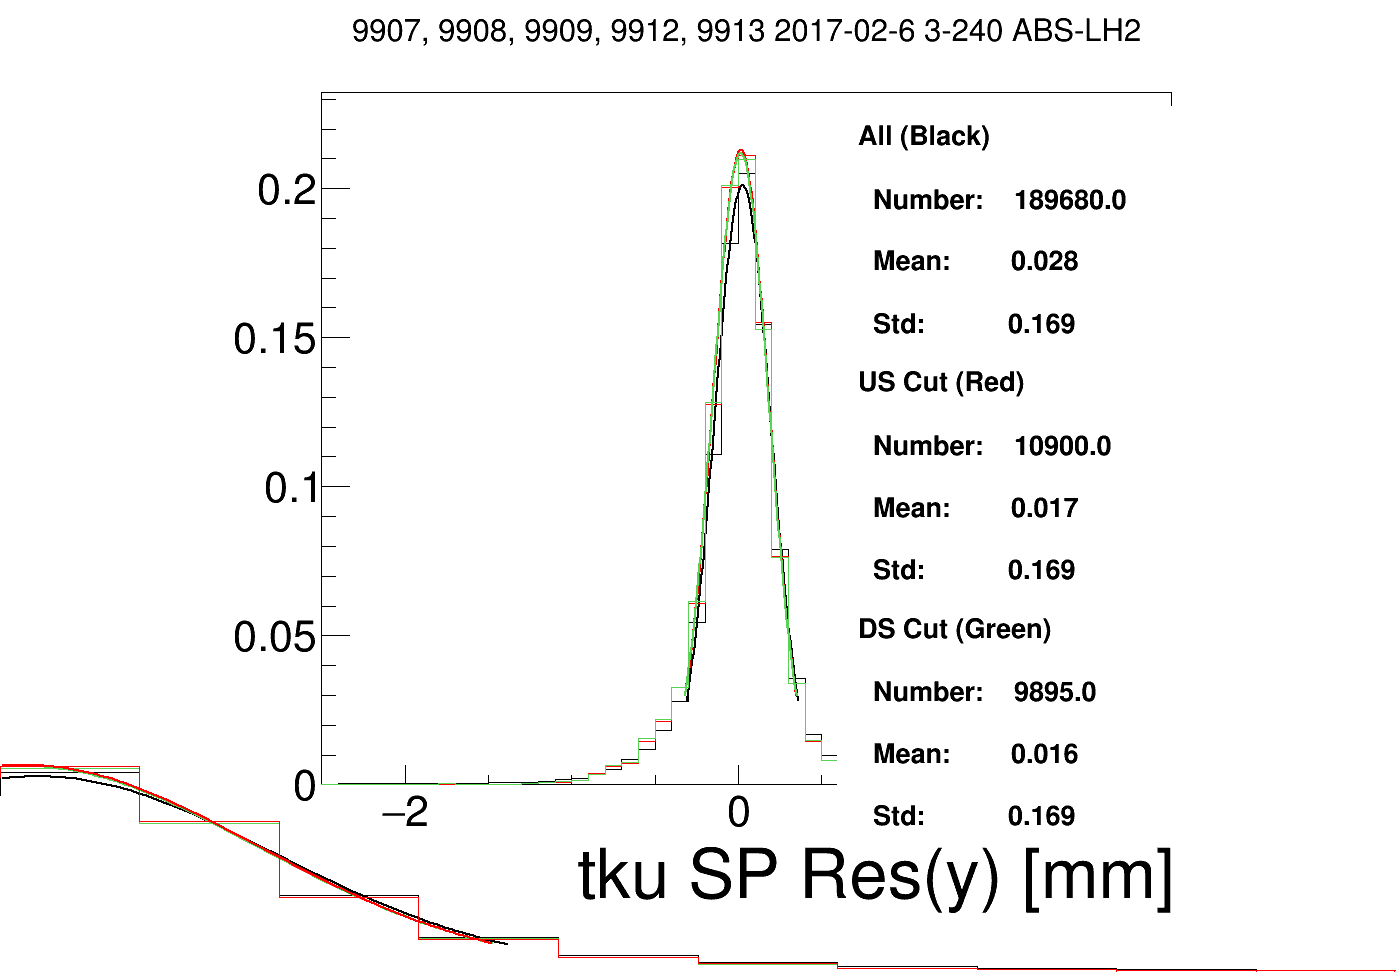 9907, 9908, 9909, 9912, 9913 2017-02-6 3-240 ABS-LH2
All (Black)
Number: 189680.0
Mean: 0.028
Std: 0.169
US Cut (Red)
Number: 10900.0
Mean: 0.017
Std: 0.169
DS Cut (Green)
Number: 9895.0
Mean: 0.016
Std: 0.169
0.2
0.15
0.1
0.05
0
−2 0
tku SP Res(y) [mm]